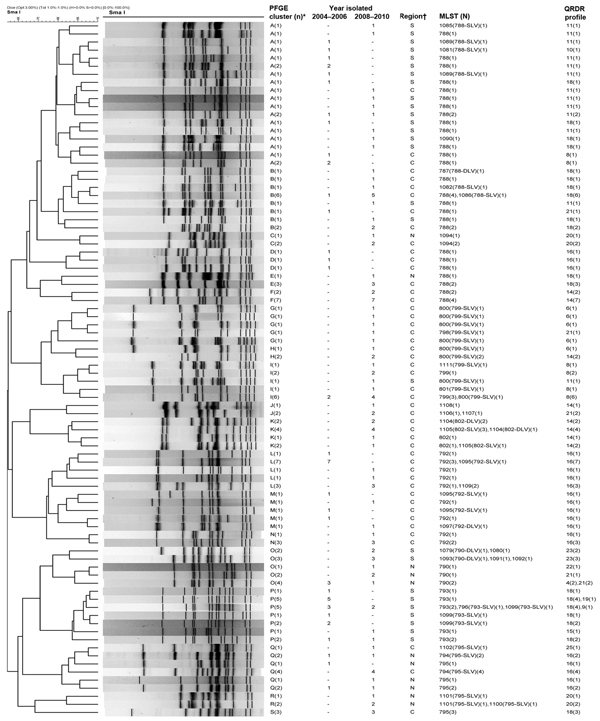 Dice (Opt 3.00%) (Tol 1.0%-1.0%) (H>0.0% S>0.0%) [0.0%-100.0%]
Sma I Sma I
PFGE cluster (n)* Year isolated 2004–2006 2008–2010 Region† MLST (N) QRDR profile
A(1) - 1 S 1085(788-SLV)(1) 11(1)
A(1) - 1 S 788(1) 11(1)
A(1) 1 - S 1089(788-SLV)(1) 11(1)
A(1) 1 - S 1081(788-SLV)(1) 10(1)
A(1) 1 - S 788(1) 11(1)
A(2) 2 - S 788(1) 11(1)
A(1) 1 - S 1089(788-SLV)(1) 11(1)
A(1) 1 - S 788(1) 18(1)
A(1) - 1 C 788(1) 11(1)
A(1) - 1 S 788(1) 11(1)
A(1) - 1 S 788(1) 11(1)
A(2) 1 1 S 788(2) 11(2)
A(1) 1 - S 788(1) 18(1)
A(1) - 1 S 788(1) 11(1)
A(1) - 1 S 1090(1) 18(1)
A(1) - 1 C 788(1) 18(1)
A(1) 1 - C 788(1) 8(1)
A(2) 2 - C 788(1) 8(1)
B(1) - 1 C 787(788-DLV)(1) 18(1)
B(1) - 1 C 788(1) 18(1)
B(1) - 1 C 1082(788-SLV)(1) 18(1)
B(6) 1 5 C 788(4),1086(788-SLV)(1) 18(6)
B(1) - 1 S 788(1) 11(1)
B(1) 1 - C 788(1) 21(1)
B(1) - 1 S 788(1) 18(1)
B(2) - 2 C 788(2) 18(2)
C(1) - 1 N 1094(1) 20(1)
C(2) - 2 C 1094(2) 20(2)
D(1) 1 - C 788(1) 16(1)
D(1) 1 - C 788(1) 16(1)
D(1) 1 - C 788(1) 16(1)
E(1) - 1 N 788(1) 18(1)
E(3) - 3 C 788(2) 18(3)
F(2) - 2 C 788(2) 14(2)
F(7) - 7 C 788(4) 14(7)
G(1) - 1 C 800(799-SLV)(1) 6(1)
G(1) - 1 C 800(799-SLV)(1) 6(1)
G(1) - 1 C 800(799-SLV)(1) 6(1)
G(1) - 1 C 798(799-SLV)(1) 21(1)
G(1) - 1 C 800(799-SLV)(1) 6(1)
H(1) - 1 C 800(799-SLV)(1) 16(1)
H(2) - 2 C 800(799-SLV)(2) 14(2)
I(1) - 1 C 1111(799-SLV)(1) 8(1)
I(2) - 2 C 799(1) 8(2)
I(1) - 1 S 800(799-SLV)(1) 11(1)
I(1) - 1 C 801(799-SLV)(1) 8(1)
I(6) 2 4 C 799(3),800(799-SLV)(1) 8(6)
J(1) - 1 C 1108(1) 14(1)
J(2) - 2 C 1106(1),1107(1) 21(2)
K(2) - 2 C 1104(802-DLV)(2) 14(2)
K(4) - 4 C 1105(802-SLV)(3),1104(802-DLV)(1) 14(4)
K(1) - 1 C 802(1) 14(1)
K(2) - 2 C 802(1),1105(802-SLV)(1) 14(2)
L(1) 1 - C 792(1) 16(1)
L(7) 7 - C 792(3),1095(792-SLV)(1) 16(7)
L(1) - 1 C 792(1) 16(1)
L(1) - 1 C 792(1) 16(1)
L(3) - 3 C 792(1),1109(2) 16(3)
M(1) 1 - C 1095(792-SLV)(1) 16(1)
M(1) - 1 C 792(1) 16(1)
M(1) 1 - C 1095(792-SLV)(1) 16(1)
M(1) 1 - C 792(1) 16(1)
M(1) - 1 C 1097(792-DLV)(1) 16(1)
N(1) - 1 C 792(1) 16(1)
N(3) - 3 C 792(2) 16(3)
O(2) - 2 S 1079(790-DLV)(1),1080(1) 23(2)
O(3) - 3 S 1093(790-DLV)(1),1091(1),1092(1) 23(3)
O(1) - 1 N 790(1) 22(1)
O(2) - 2 N 790(1) 21(1)
O(4) 3 1 N 790(2) 4(2),21(2)
P(1) 1 - S 793(1) 18(1)
P(5) 5 - S 793(1) 18(4),19(1)
P(5) 3 2 S 793(2),796(793-SLV)(1),1099(793-SLV)(1) 18(4),9(1)
P(1) 1 - S 1099(793-SLV)(1) 18(1)
P(2) 2 - S 1099(793-SLV)(1) 18(2)
P(1) - 1 S 793(1) 15(1)
P(2) 1 1 S 793(1) 18(2)
Q(1) - 1 C 1102(795-SLV)(1) 25(1)
Q(2) 1 1 N 794(795-SLV)(2) 16(2)
Q(1) 1 - N 795(1) 16(1)
Q(4) - 4 C 794(795-SLV)(4) 16(4)
Q(1) - 1 N 795(1) 16(1)
Q(2) 1 1 N 795(2) 16(2)
R(1) - 1 N 1101(795-SLV)(1) 20(1)
R(2) - 2 N 1101(795-SLV)(1),1100(795-SLV)(1) 20(2)
S(3) - 3 C 795(3) 18(3)